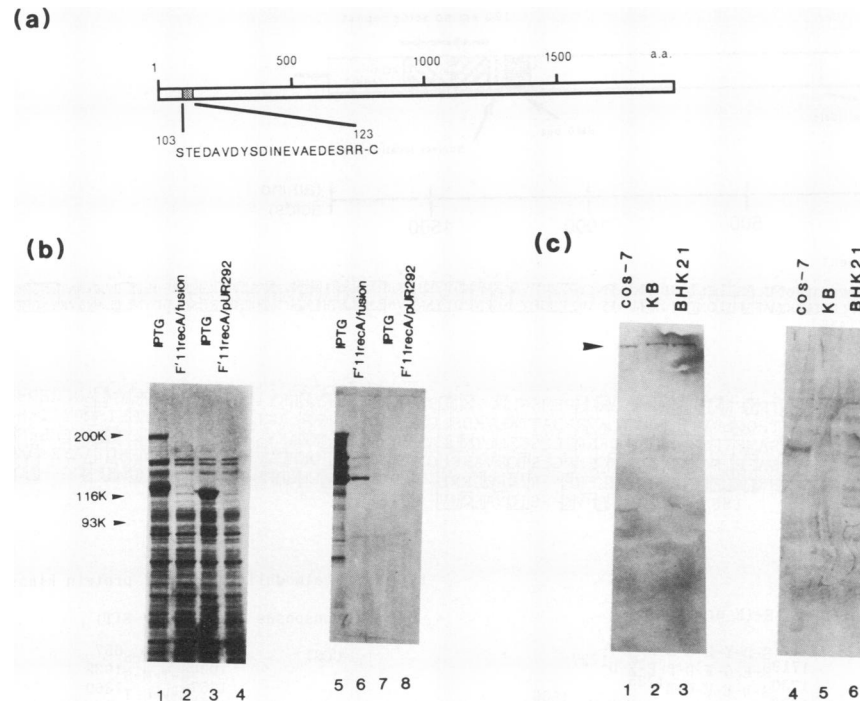 (a)
1 500 1000 1500 a.a.
103 123
STEDAVDYSDINEVAEDESRR-C
(b)
IPTG
F'11recA/fusion
IPTG
F'11recA/pUR292
IPTG
F'11recA/fusion
IPTG
F'11recA/pUR292
200K
116K
93K
1 2 3 4
5 6 7 8
(c)
cos-7
KB
BHK21
cos-7
KB
BHK21
1 2 3
4 5 6